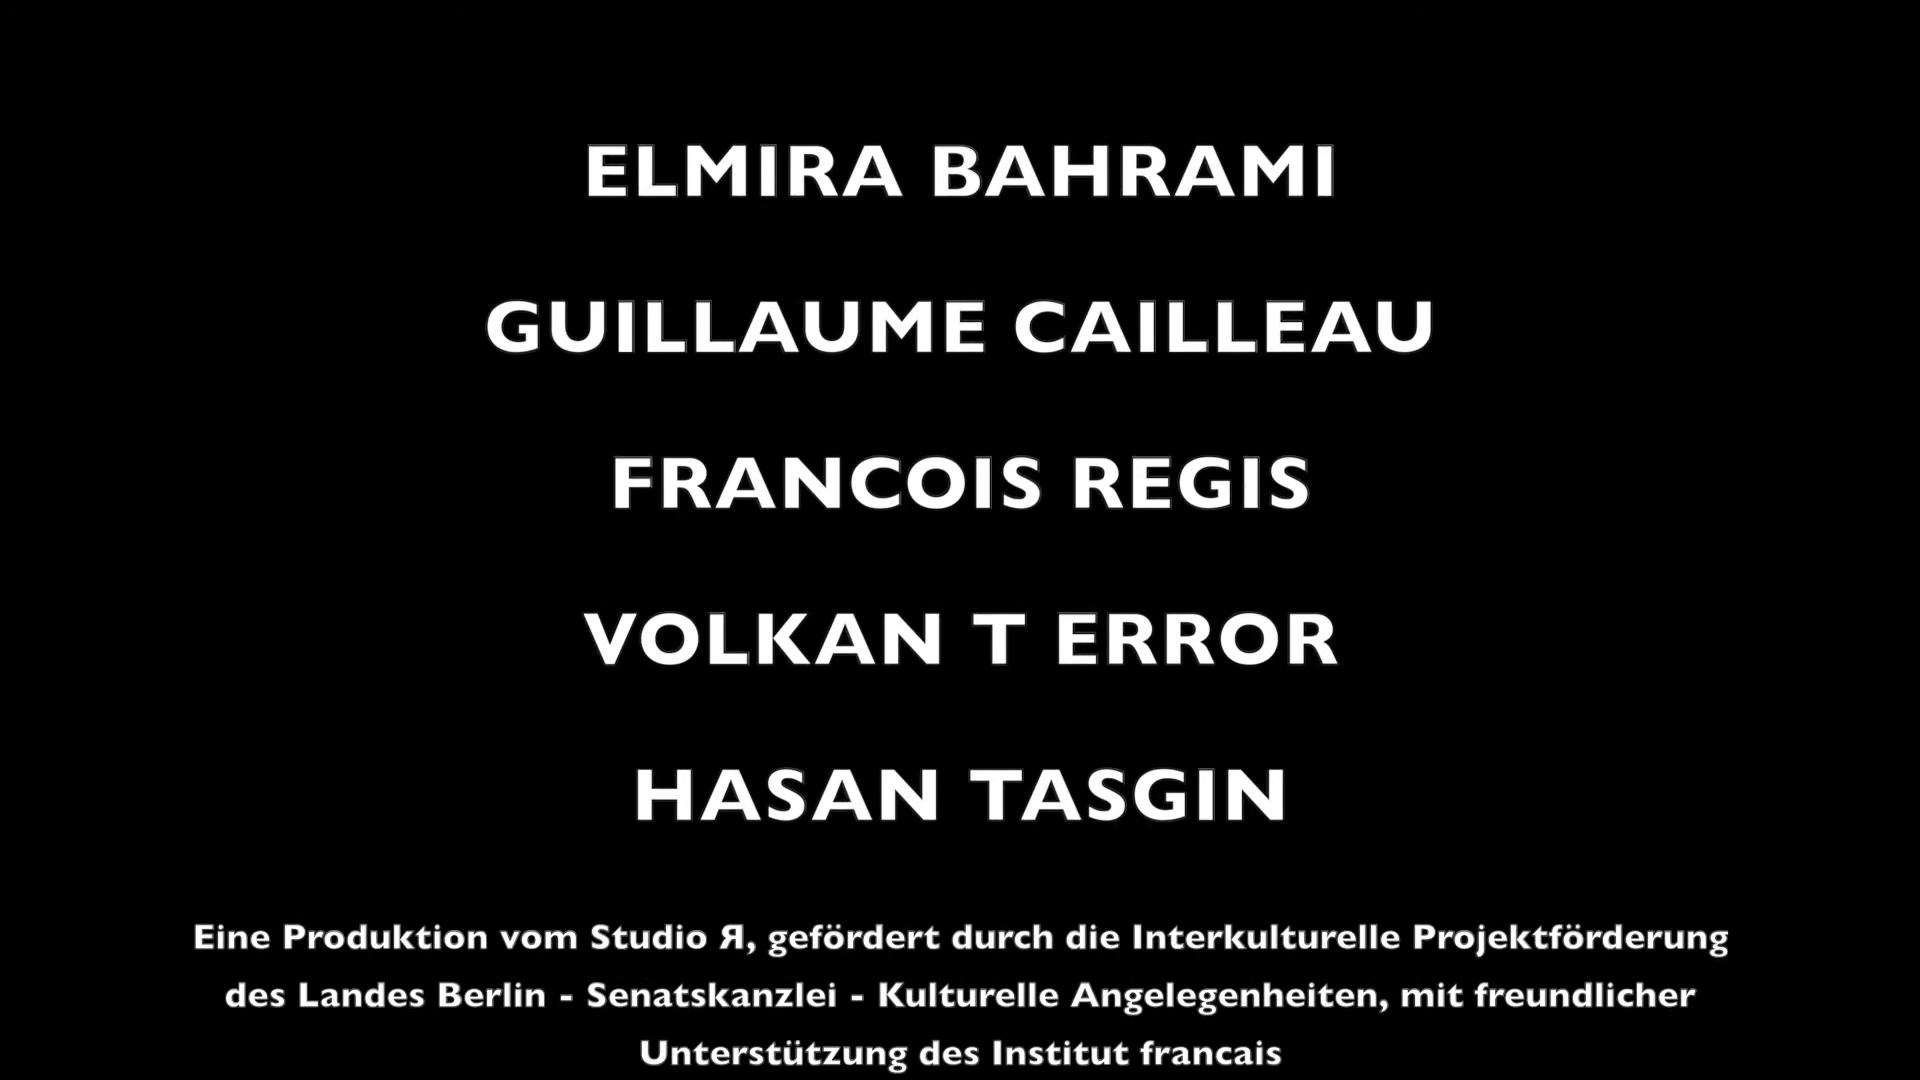 ELMIRA BAHRAMI
GUILLAUME CAILLEAU
FRANCOIS REGIS
VOLKAN T ERROR
HASAN TASGIN
Eine Produktion vom Studio Я, gefördert durch die Interkulturelle Projektförderung
des Landes Berlin - Senatskanzlei - Kulturelle Angelegenheiten, mit freundlicher
Unterstützung des Institut francais